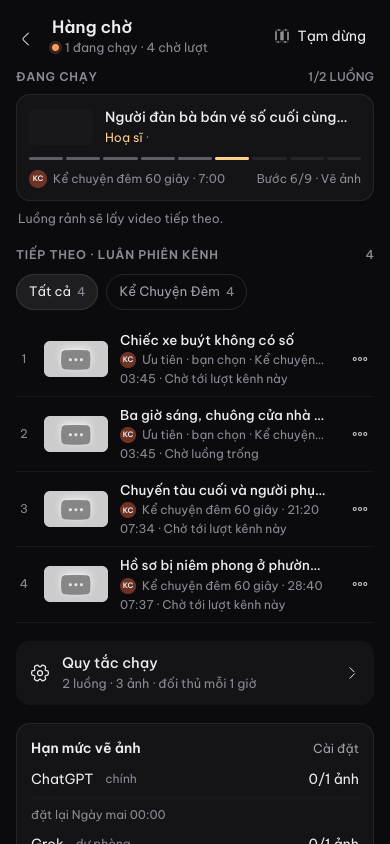 Hàng chờ
1 đang chạy · 4 chờ lượt
Tạm dừng
ĐANG CHẠY
1/2 LUỒNG
Người đàn bà bán vé số cuối cùng...
Hoạ sĩ ·
KC Kể chuyện đêm 60 giây · 7:00
Bước 6/9 · Vẽ ảnh
Luồng rảnh sẽ lấy video tiếp theo.
TIẾP THEO · LUÂN PHIÊN KÊNH
4
Tất cả 4
Kể Chuyện Đêm 4
1
Chiếc xe buýt không có số
KC Ưu tiên · bạn chọn · Kể chuyện...
03:45 · Chờ tới lượt kênh này
2
Ba giờ sáng, chuông cửa nhà ...
KC Ưu tiên · bạn chọn · Kể chuyện...
03:45 · Chờ luồng trống
3
Chuyến tàu cuối và người phụ...
KC Kể chuyện đêm 60 giây · 21:20
07:34 · Chờ tới lượt kênh này
4
Hồ sơ bị niêm phong ở phườn...
KC Kể chuyện đêm 60 giây · 28:40
07:37 · Chờ tới lượt kênh này
Quy tắc chạy
2 luồng · 3 ảnh · đối thủ mỗi 1 giờ
Hạn mức vẽ ảnh
Cài đặt
ChatGPT chính
0/1 ảnh
đặt lại Ngày mai 00:00
Grok dự phòng
0/1 ảnh